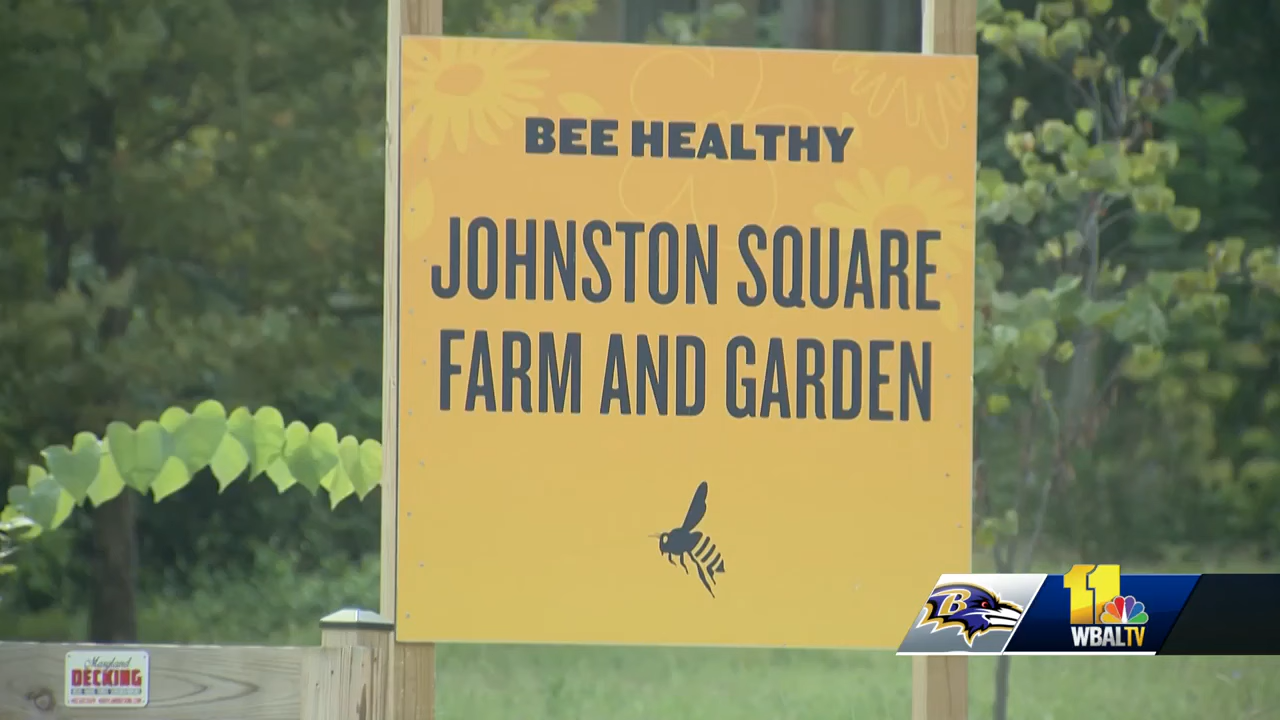 BEE HEALTHY
JOHNSTON SQUARE
FARM AND GARDEN
B
11
WBALTV
Maryland
DECKING